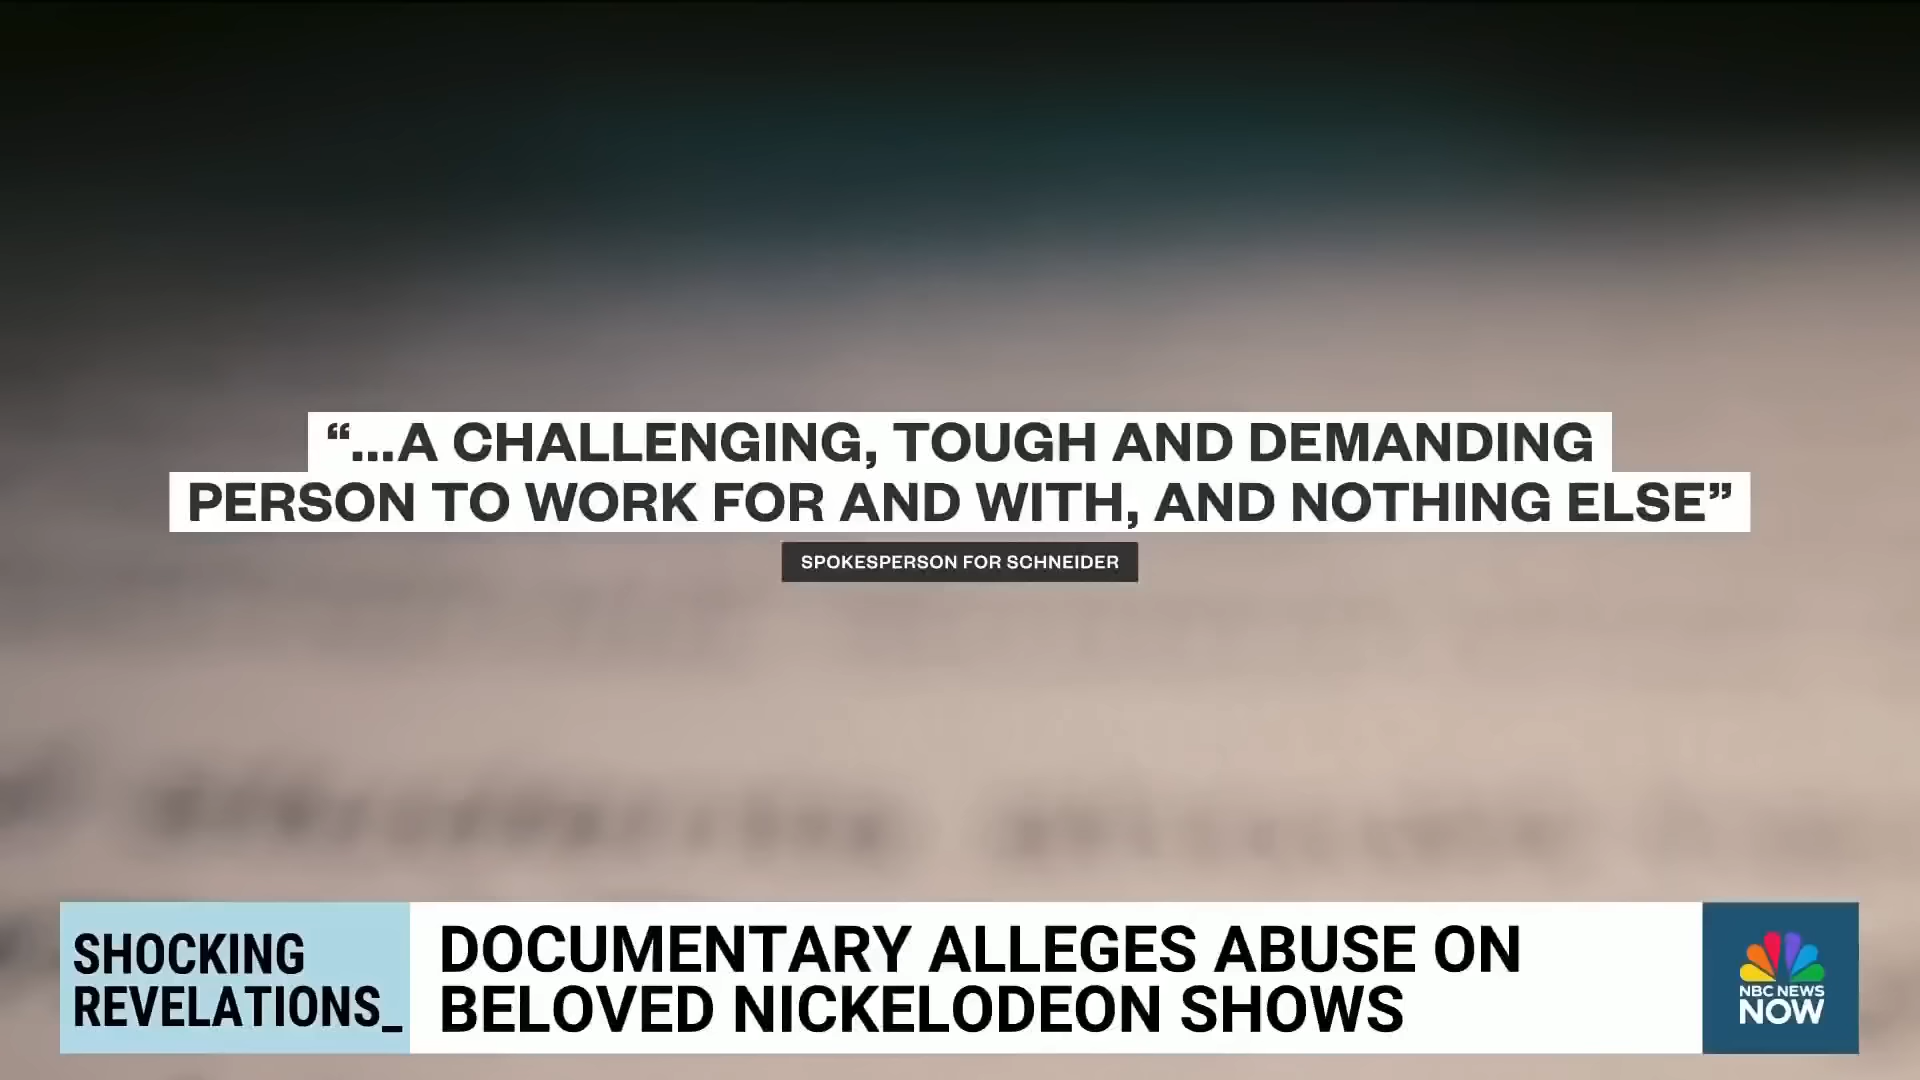 “...A CHALLENGING, TOUGH AND DEMANDING
PERSON TO WORK FOR AND WITH, AND NOTHING ELSE”
SPOKESPERSON FOR SCHNEIDER
SHOCKING
REVELATIONS_
DOCUMENTARY ALLEGES ABUSE ON
BELOVED NICKELODEON SHOWS
NBC NEWS
NOW